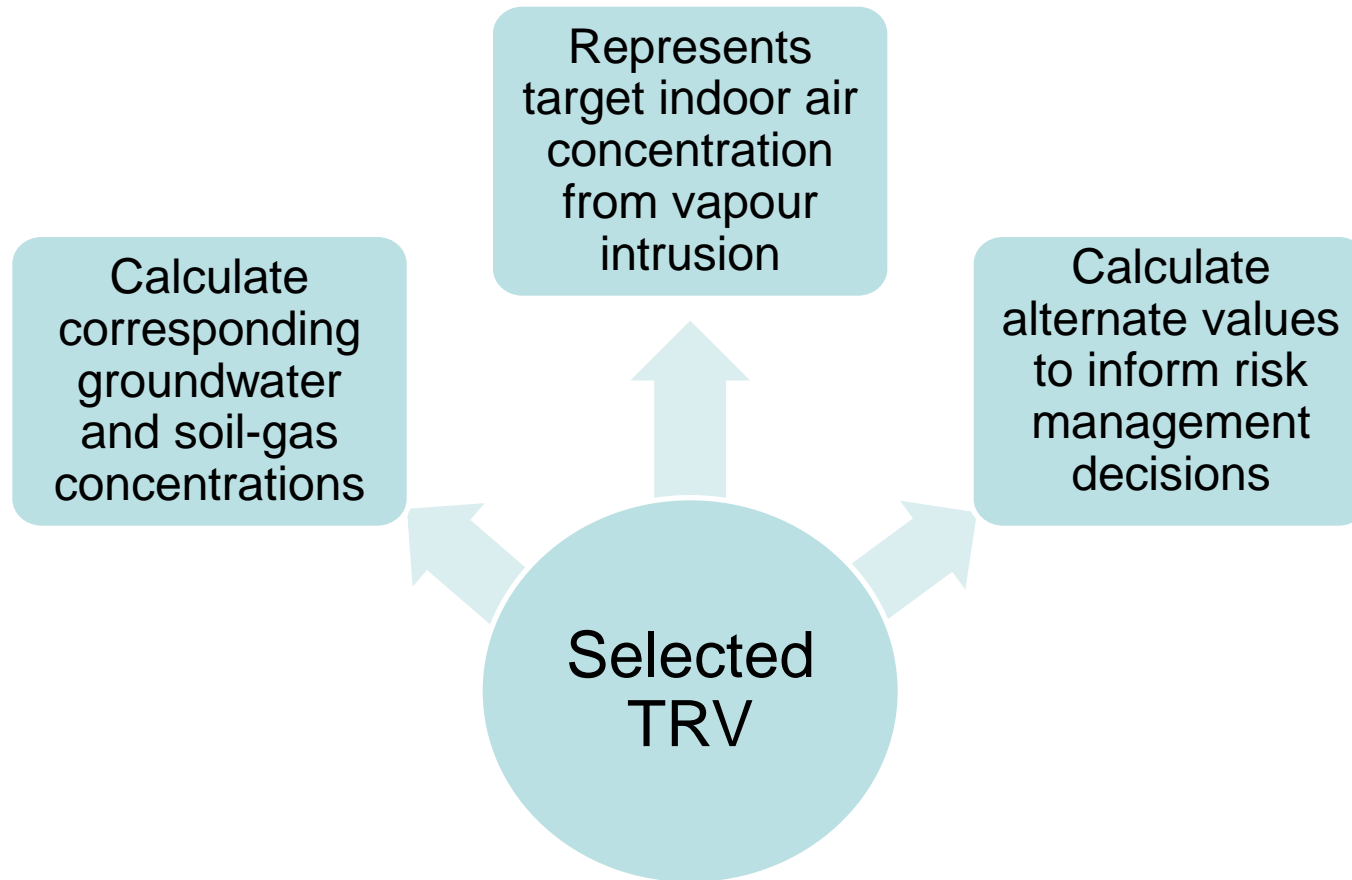 Represents
target indoor air
concentration
from vapour
intrusion
Calculate
corresponding
groundwater
and soil-gas
concentrations
Calculate
alternate values
to inform risk
management
decisions
Selected
TRV